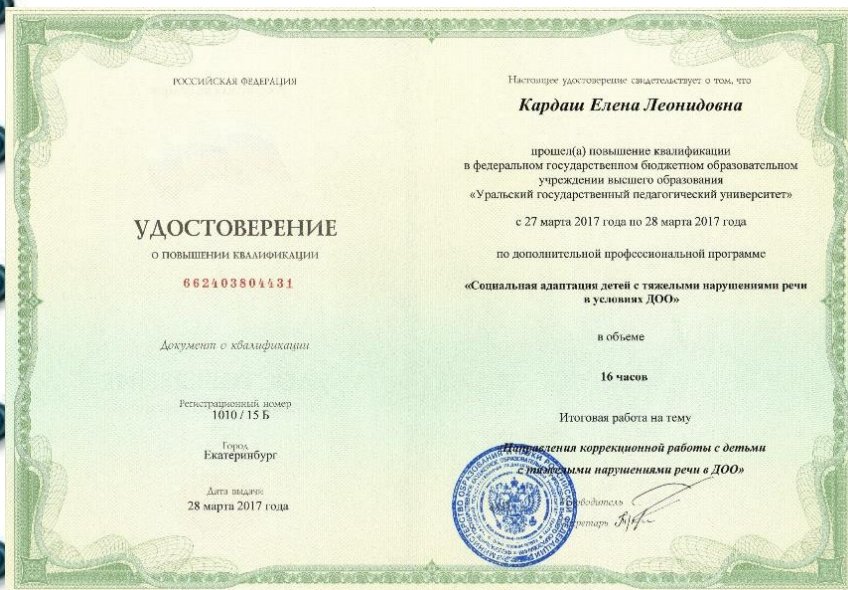 РОССИЙСКАЯ ФЕДЕРАЦИЯ
УДОСТОВЕРЕНИЕ
О ПОВЫШЕНИИ КВАЛИФИКАЦИИ
662403804431
Документ о квалификации
Регистрационный номер
1010 / 15 Б
Город
Екатеринбург
Дата выдачи
28 марта 2017 года
Настоящее удостоверение свидетельствует о том, что
Кардаш Елена Леонидовна
прошел(а) повышение квалификации
в федеральном государственном бюджетном образовательном
учреждении высшего образования
«Уральский государственный педагогический университет»
с 27 марта 2017 года по 28 марта 2017 года
по дополнительной профессиональной программе
«Социальная адаптация детей с тяжелыми нарушениями речи
в условиях ДОО»
в объеме
16 часов
Итоговая работа на тему
«Направления коррекционной работы с детьми
с тяжелыми нарушениями речи в ДОО»
Руководитель
Секретарь